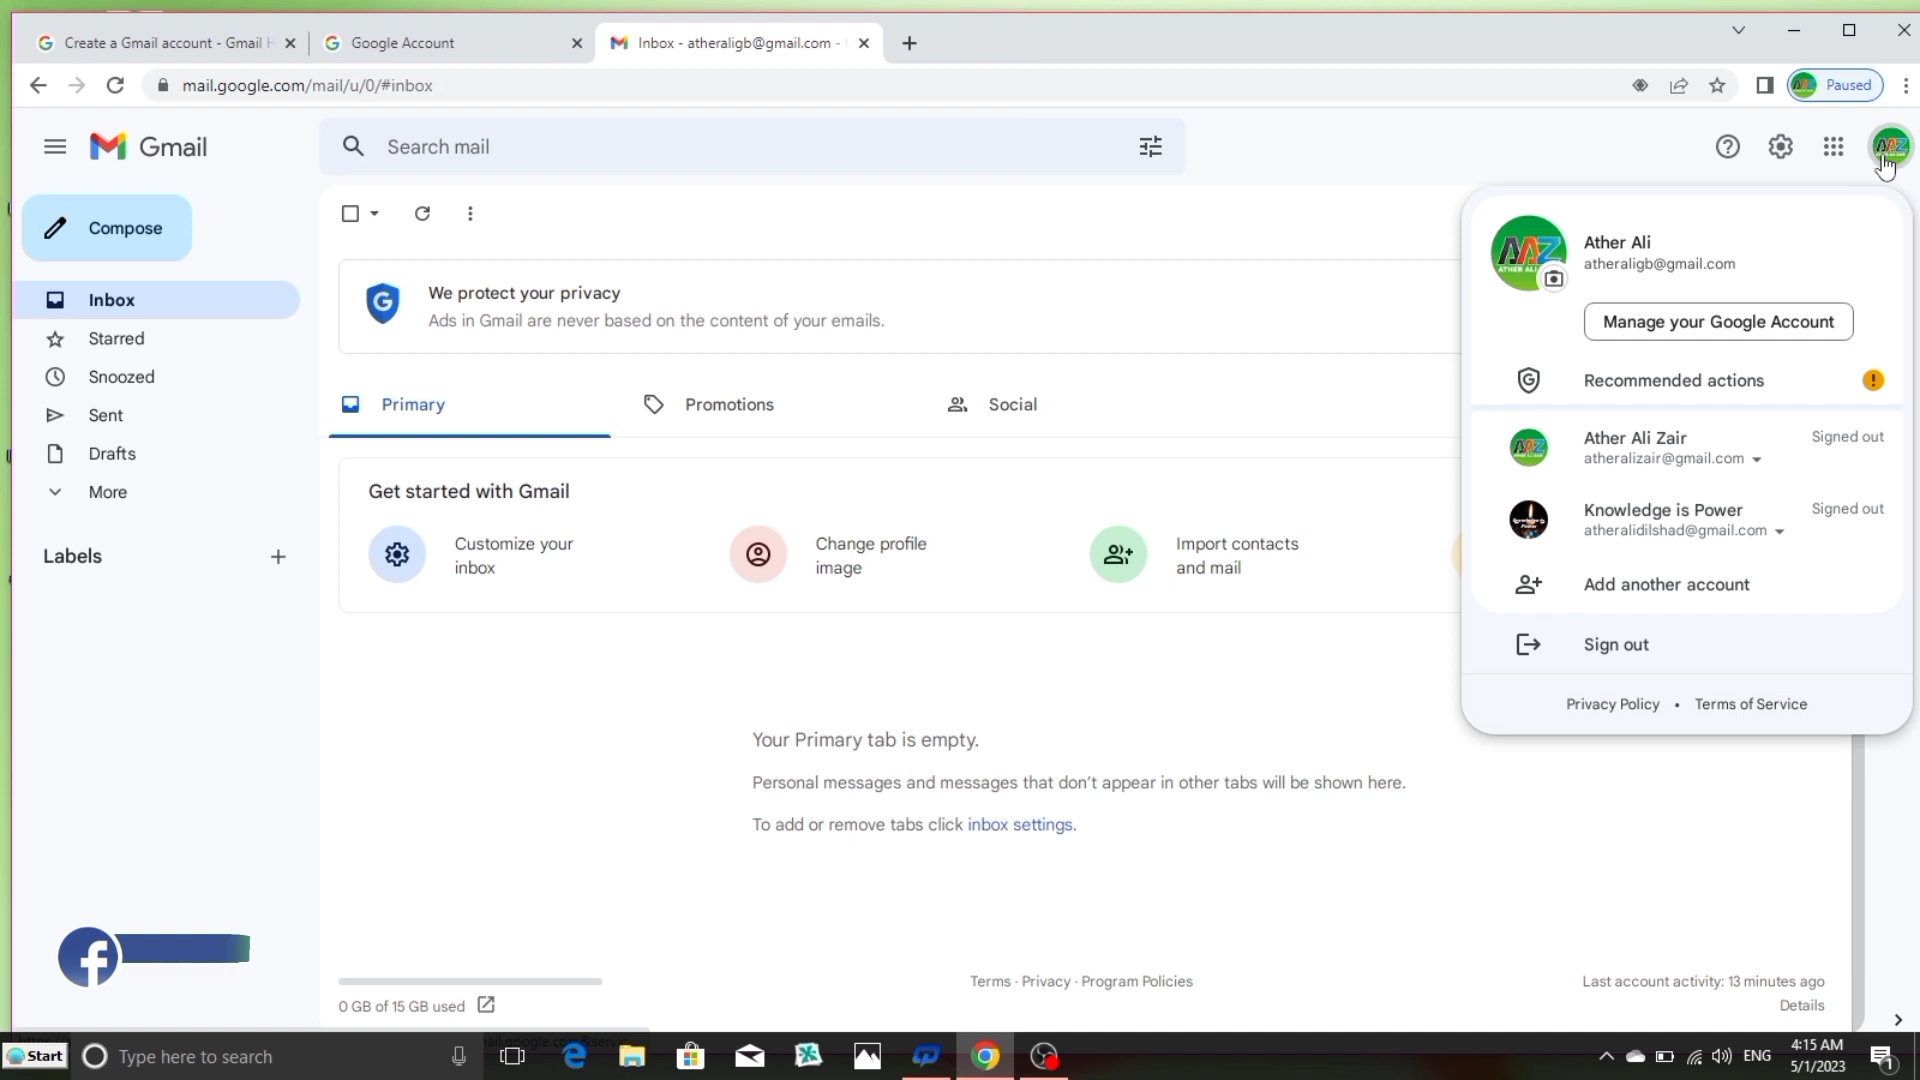 Create a Gmail account - Gmail H
Google Account
Inbox - atheraligb@gmail.com -
mail.google.com/mail/u/0/#inbox
Paused
Gmail
Search mail
Compose
Inbox
Starred
Snoozed
Sent
Drafts
More
Labels
We protect your privacy
Ads in Gmail are never based on the content of your emails.
Primary
Promotions
Social
Get started with Gmail
Customize your
inbox
Change profile
image
Import contacts
and mail
Your Primary tab is empty.
Personal messages and messages that don’t appear in other tabs will be shown here.
To add or remove tabs click inbox settings.
0 GB of 15 GB used
Terms · Privacy · Program Policies
Last account activity: 13 minutes ago
Details
AAZ
Ather Ali
atheraligb@gmail.com
Manage your Google Account
Recommended actions
Ather Ali Zair
Signed out
atheralizair@gmail.com
Knowledge is Power
Signed out
atheralidilshad@gmail.com
Add another account
Sign out
Privacy Policy • Terms of Service
Start
Type here to search
ENG
4:15 AM
5/1/2023
1